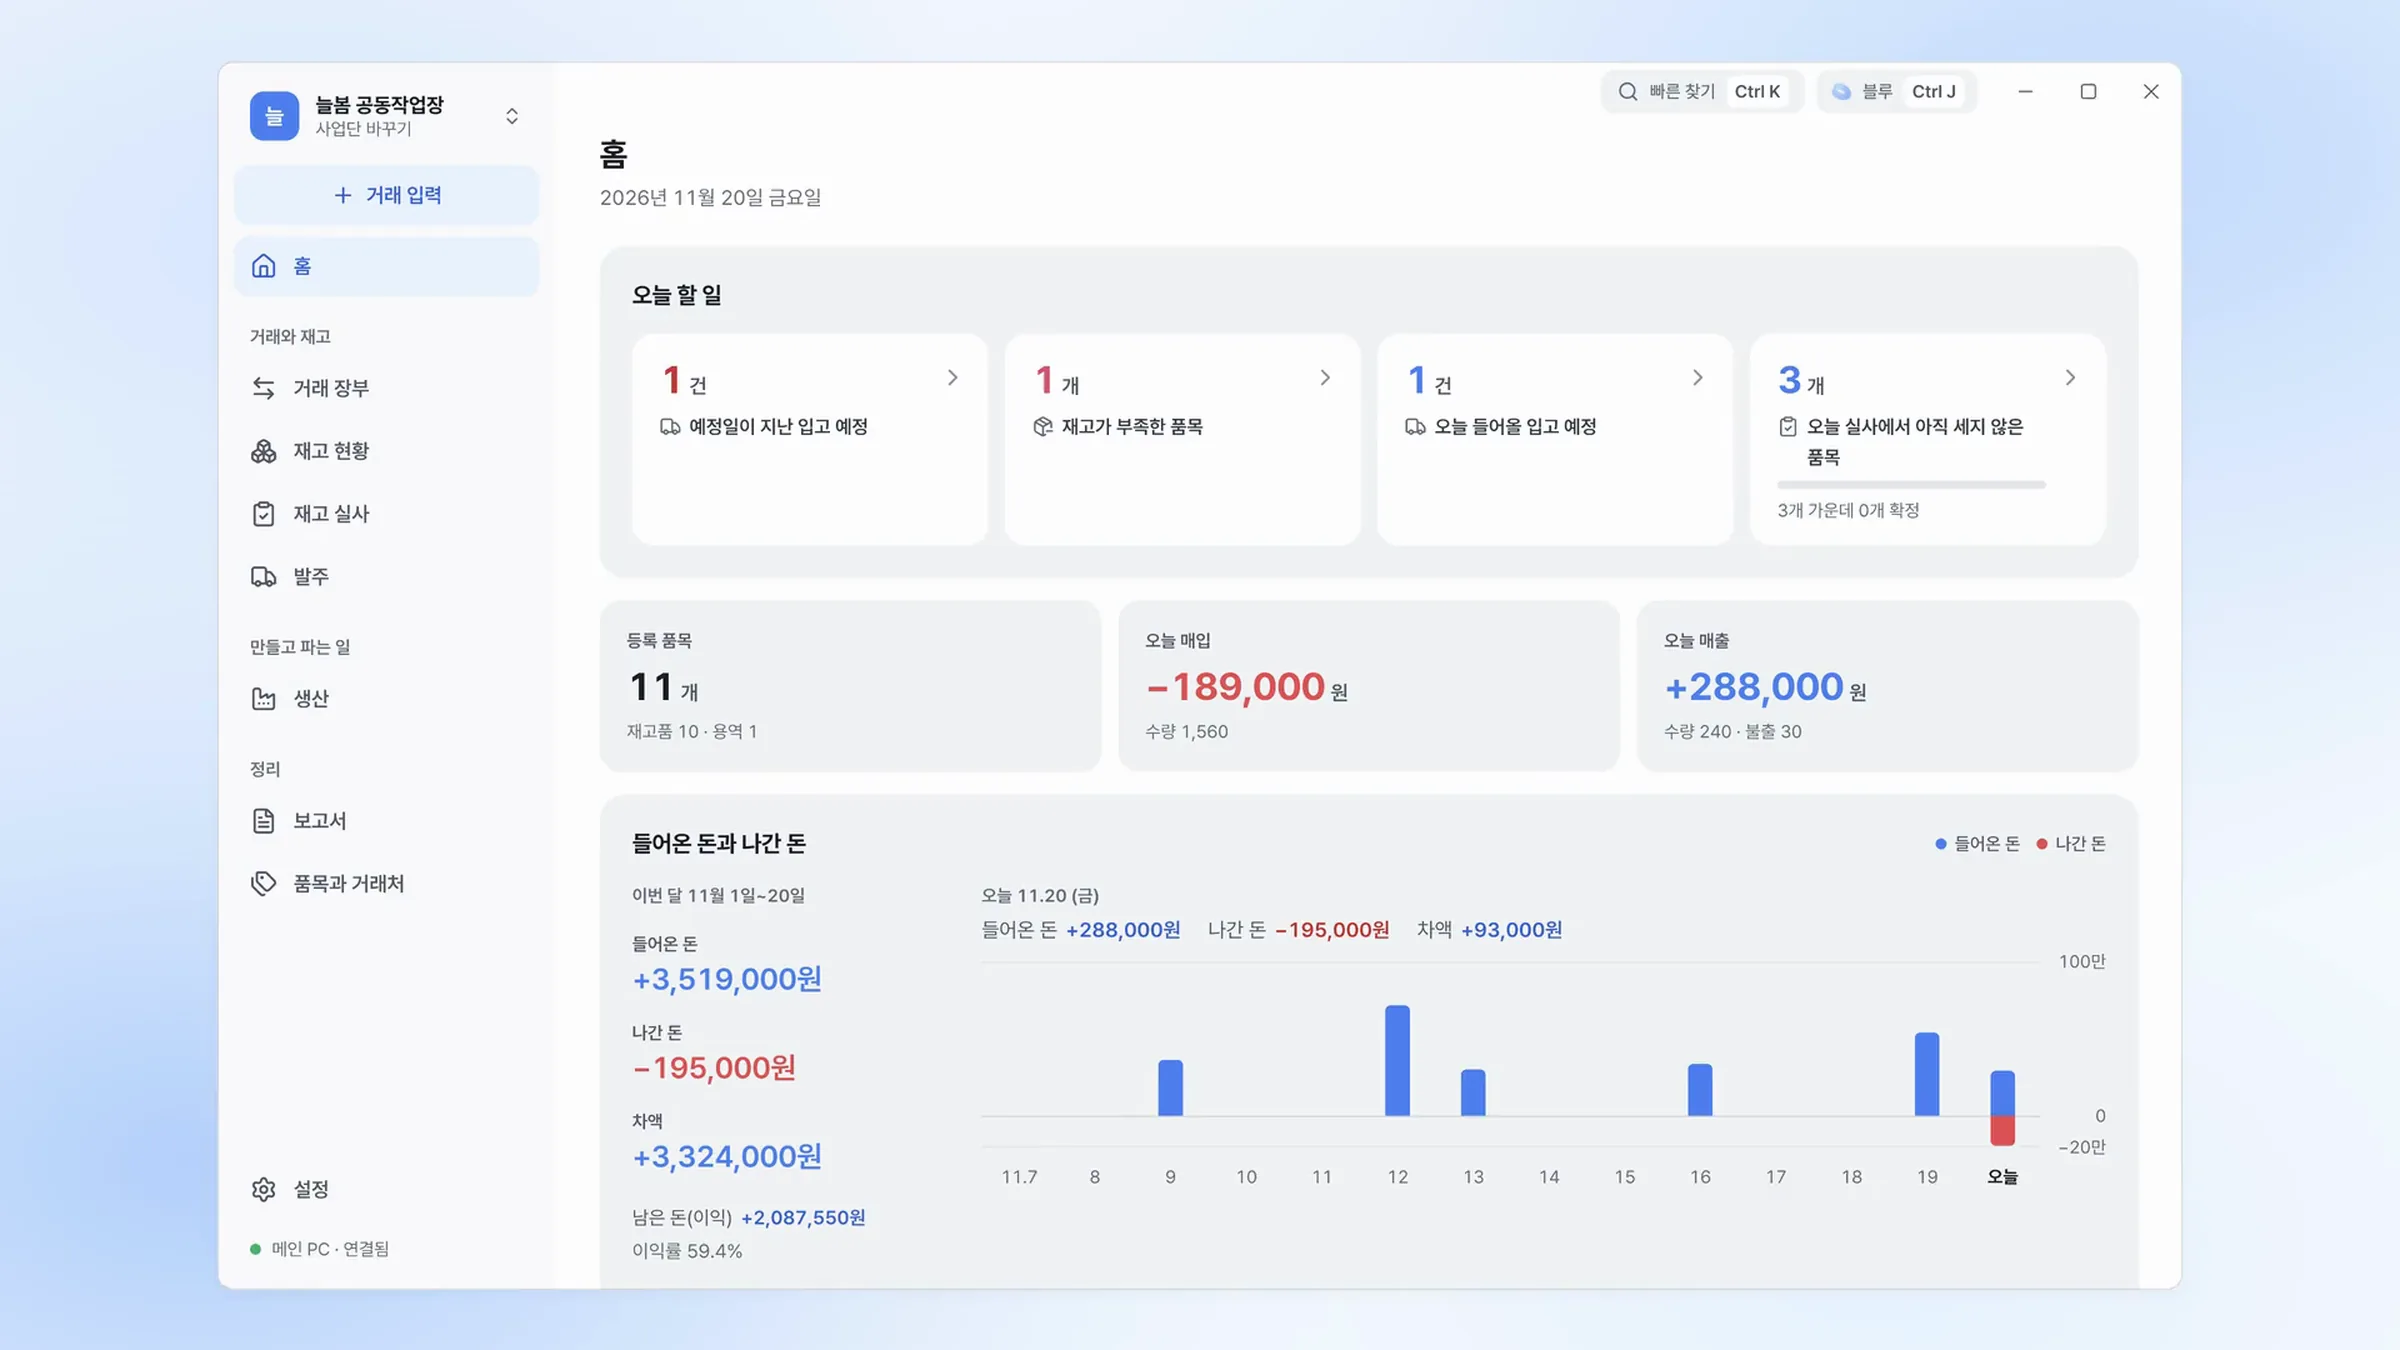 늘
늘봄 공동작업장
사업단 바꾸기
+ 거래 입력
홈
거래와 재고
거래 장부
재고 현황
재고 실사
발주
만들고 파는 일
생산
정리
보고서
품목과 거래처
설정
메인 PC · 연결됨
빠른 찾기 Ctrl K
블루 Ctrl J
홈
2026년 11월 20일 금요일
오늘 할 일
1 건
예정일이 지난 입고 예정
1 개
재고가 부족한 품목
1 건
오늘 들어올 입고 예정
3 개
오늘 실사에서 아직 세지 않은
품목
3개 가운데 0개 확정
등록 품목
11 개
재고품 10 · 용역 1
오늘 매입
−189,000 원
수량 1,560
오늘 매출
+288,000 원
수량 240 · 불출 30
들어온 돈과 나간 돈
들어온 돈 나간 돈
이번 달 11월 1일~20일
들어온 돈
+3,519,000원
나간 돈
−195,000원
차액
+3,324,000원
남은 돈(이익) +2,087,550원
이익률 59.4%
오늘 11.20 (금)
들어온 돈 +288,000원 나간 돈 −195,000원 차액 +93,000원
100만
0
−20만
11.7 8 9 10 11 12 13 14 15 16 17 18 19 오늘